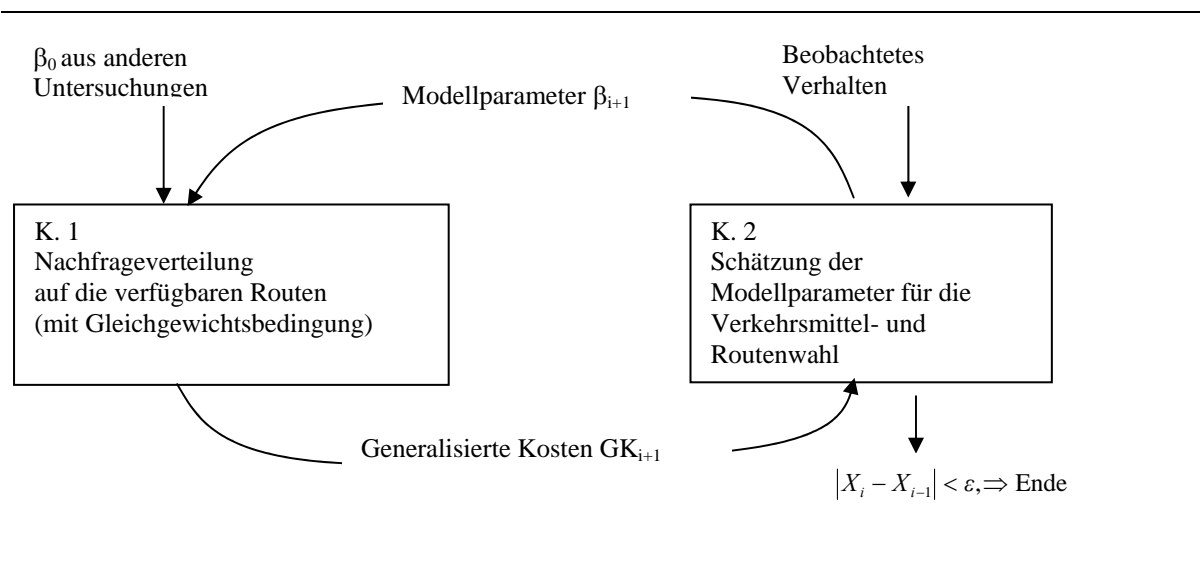 β₀ aus anderen
Untersuchungen
Beobachtetes
Verhalten
Modellparameter βᵢ₊₁
K. 1
Nachfrageverteilung
auf die verfügbaren Routen
(mit Gleichgewichtsbedingung)
K. 2
Schätzung der
Modellparameter für die
Verkehrsmittel- und
Routenwahl
Generalisierte Kosten GKᵢ₊₁
|Xᵢ − Xᵢ₋₁| < ε,⇒ Ende